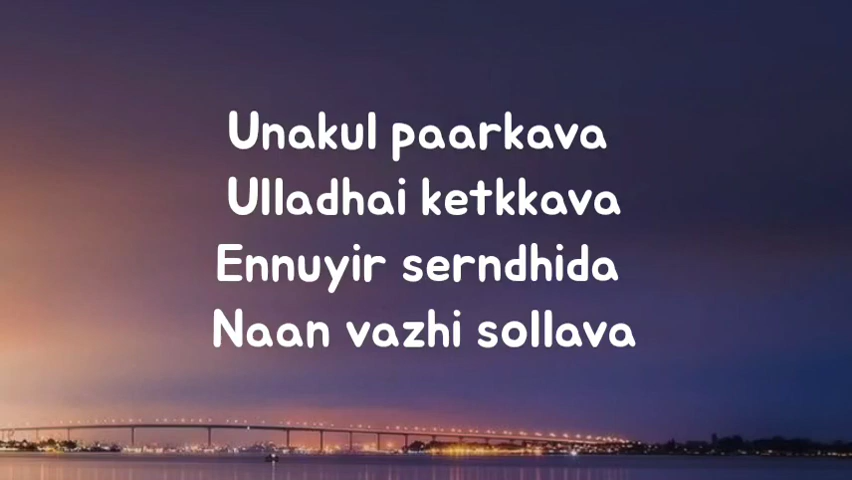 Unakul paarkava
Ulladhai ketkkava
Ennuyir serndhida
Naan vazhi sollava